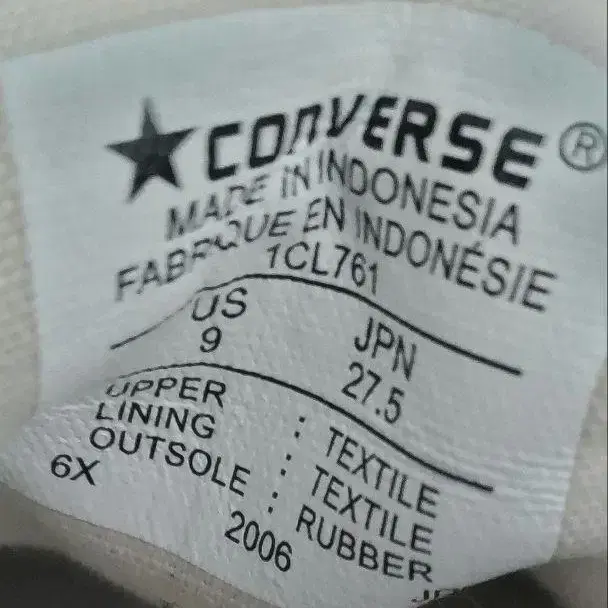 ★CONVERSE®
MADE IN INDONESIA
FABRIQUE EN INDONÉSIE
1CL761
US JPN
9 27.5
UPPER : TEXTILE
LINING : TEXTILE
OUTSOLE : RUBBER
6X 2006